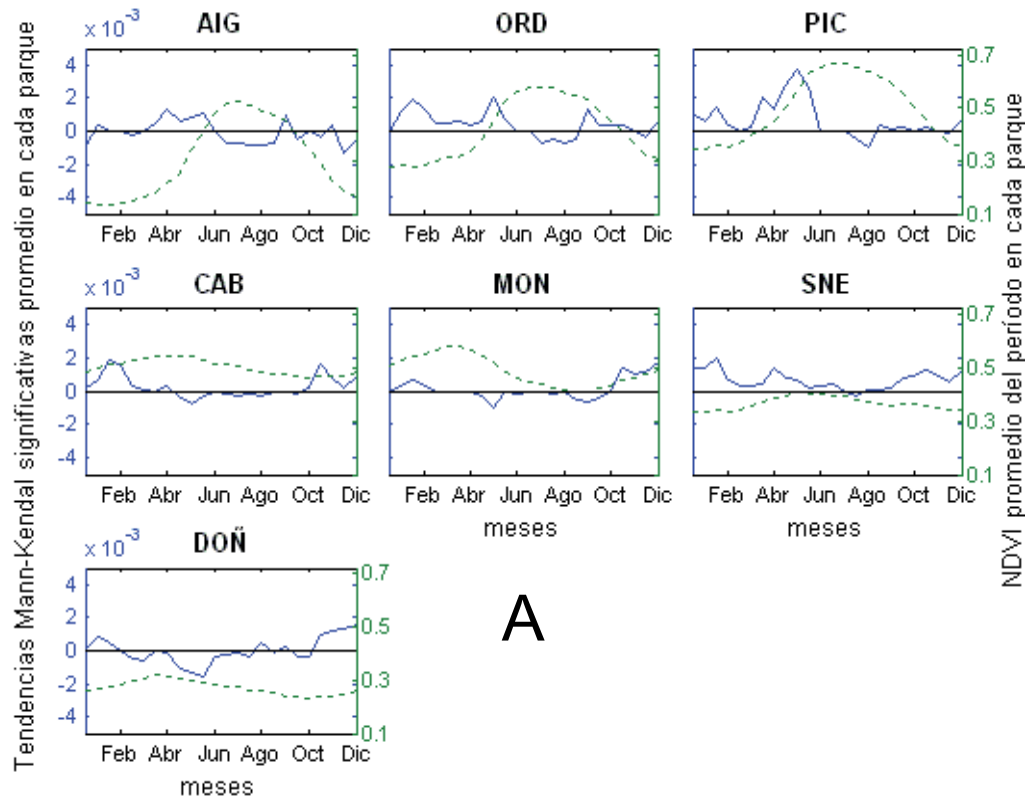 Tendencias Mann-Kendal significativas promedio en cada parque
NDVI promedio del período en cada parque
x 10⁻³
AIG
4
2
0
-2
-4
Feb Abr Jun Ago Oct Dic
ORD
Feb Abr Jun Ago Oct Dic
PIC
0.7
0.5
0.3
0.1
Feb Abr Jun Ago Oct Dic
x 10⁻³
CAB
4
2
0
-2
-4
Feb Abr Jun Ago Oct Dic
MON
Feb Abr Jun Ago Oct Dic
meses
SNE
0.7
0.5
0.3
0.1
Feb Abr Jun Ago Oct Dic
meses
x 10⁻³
DOÑ
4
2
0
-2
-4
0.7
0.5
0.3
0.1
Feb Abr Jun Ago Oct Dic
meses
A